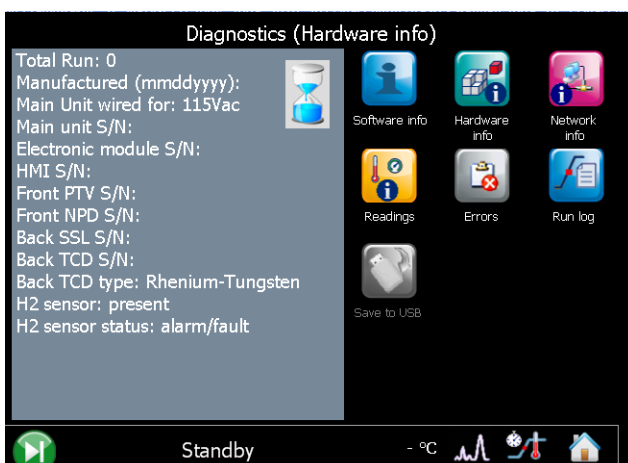 Diagnostics (Hardware info)
Total Run: 0
Manufactured (mmddyyyy):
Main Unit wired for: 115Vac
Main unit S/N:
Electronic module S/N:
HMI S/N:
Front PTV S/N:
Front NPD S/N:
Back SSL S/N:
Back TCD S/N:
Back TCD type: Rhenium-Tungsten
H2 sensor: present
H2 sensor status: alarm/fault
Software info
Hardware
info
Network
info
Readings
Errors
Run log
Save to USB
Standby
- ºC